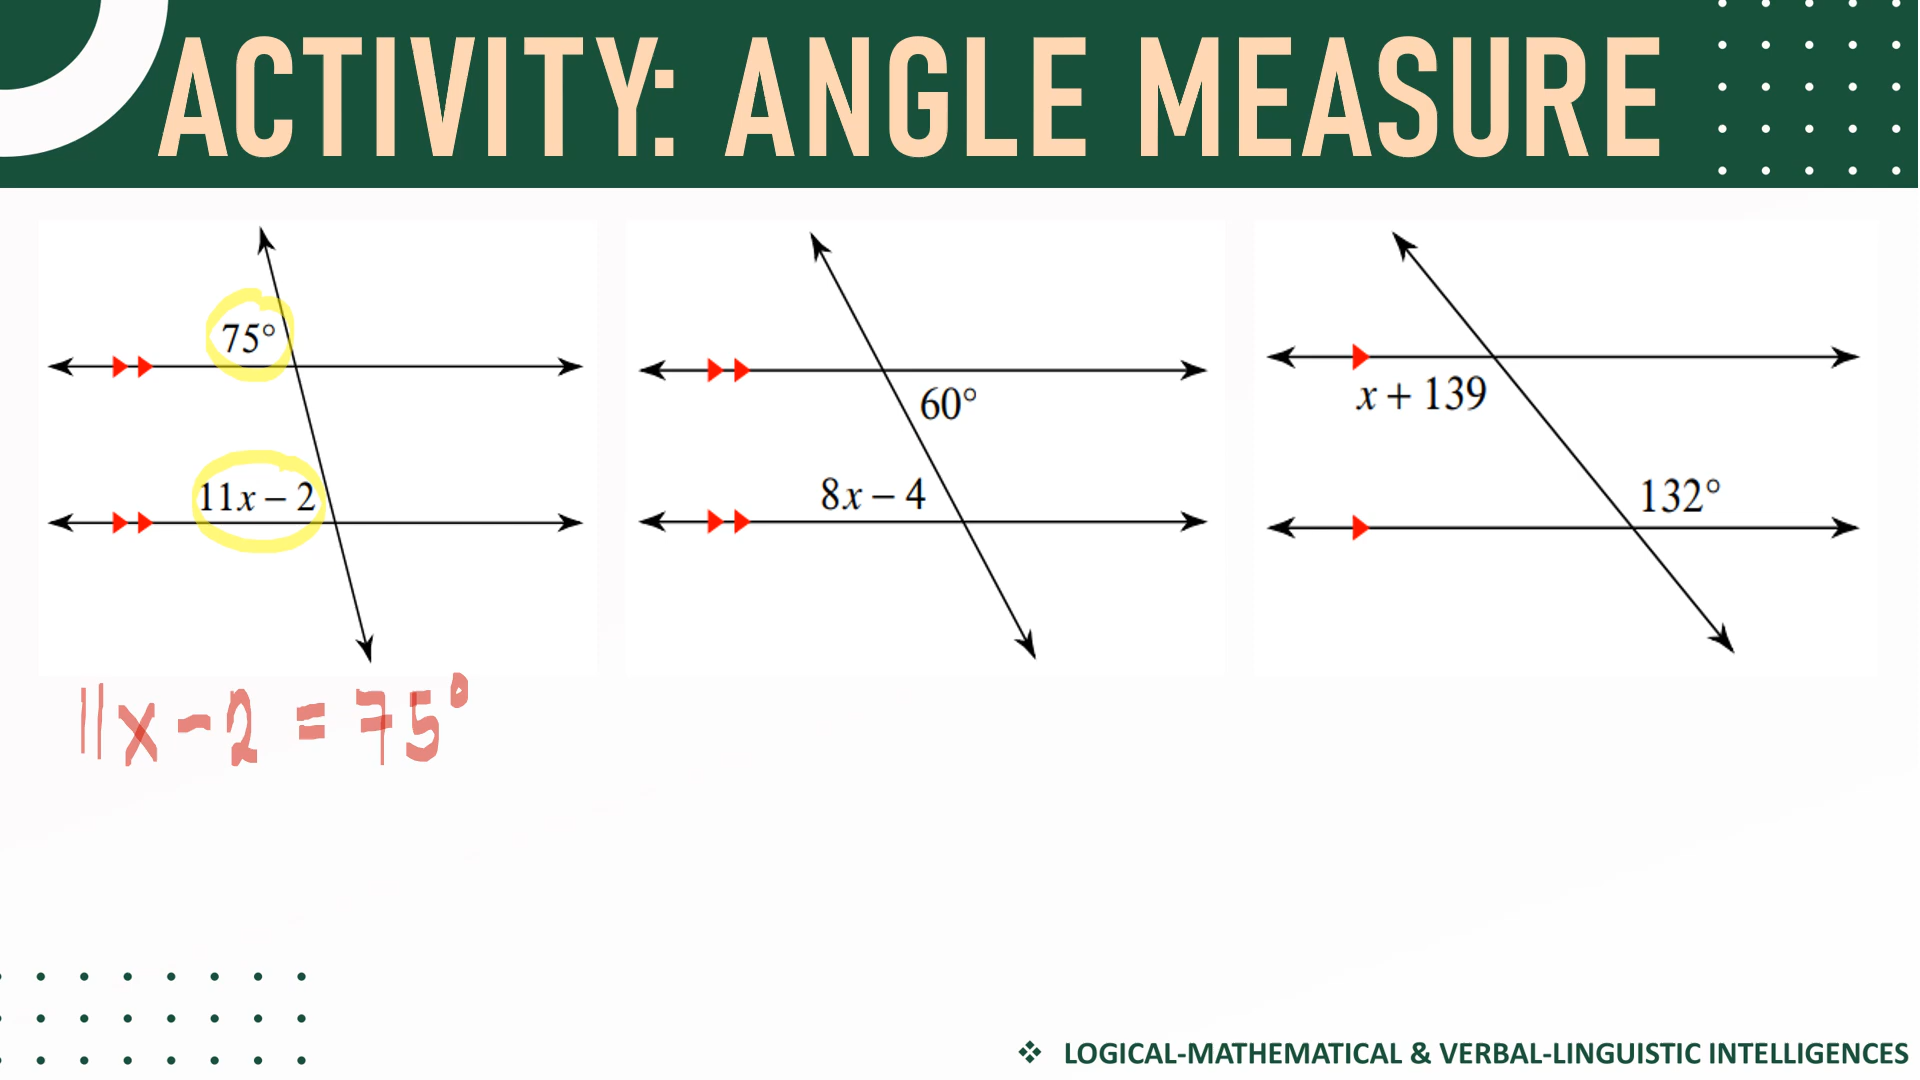 ACTIVITY: ANGLE MEASURE
75°
11x – 2
60°
8x – 4
x + 139
132°
11x - 2 = 75°
❖ LOGICAL-MATHEMATICAL & VERBAL-LINGUISTIC INTELLIGENCES